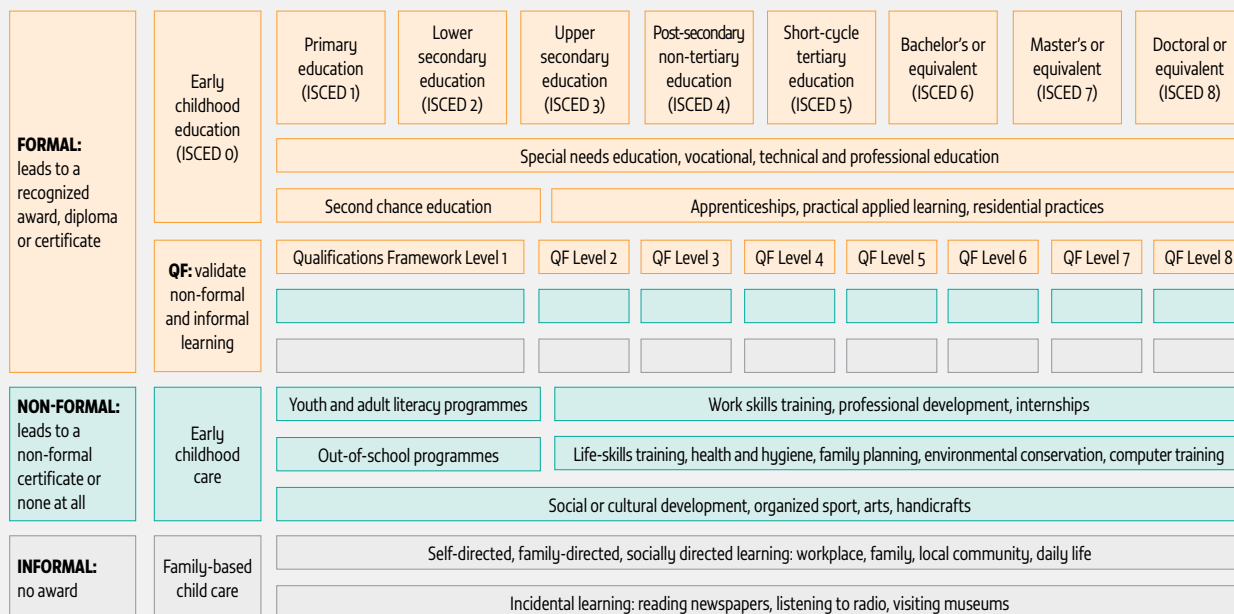 FORMAL:
leads to a
recognized
award, diploma
or certificate
Early
childhood
education
(ISCED 0)
Primary
education
(ISCED 1)
Lower
secondary
education
(ISCED 2)
Upper
secondary
education
(ISCED 3)
Post-secondary
non-tertiary
education
(ISCED 4)
Short-cycle
tertiary
education
(ISCED 5)
Bachelor's or
equivalent
(ISCED 6)
Master's or
equivalent
(ISCED 7)
Doctoral or
equivalent
(ISCED 8)
Special needs education, vocational, technical and professional education
Second chance education
Apprenticeships, practical applied learning, residential practices
QF: validate
non-formal
and informal
learning
Qualifications Framework Level 1
QF Level 2
QF Level 3
QF Level 4
QF Level 5
QF Level 6
QF Level 7
QF Level 8
NON-FORMAL:
leads to a
non-formal
certificate or
none at all
Early
childhood
care
Youth and adult literacy programmes
Work skills training, professional development, internships
Out-of-school programmes
Life-skills training, health and hygiene, family planning, environmental conservation, computer training
Social or cultural development, organized sport, arts, handicrafts
INFORMAL:
no award
Family-based
child care
Self-directed, family-directed, socially directed learning: workplace, family, local community, daily life
Incidental learning: reading newspapers, listening to radio, visiting museums